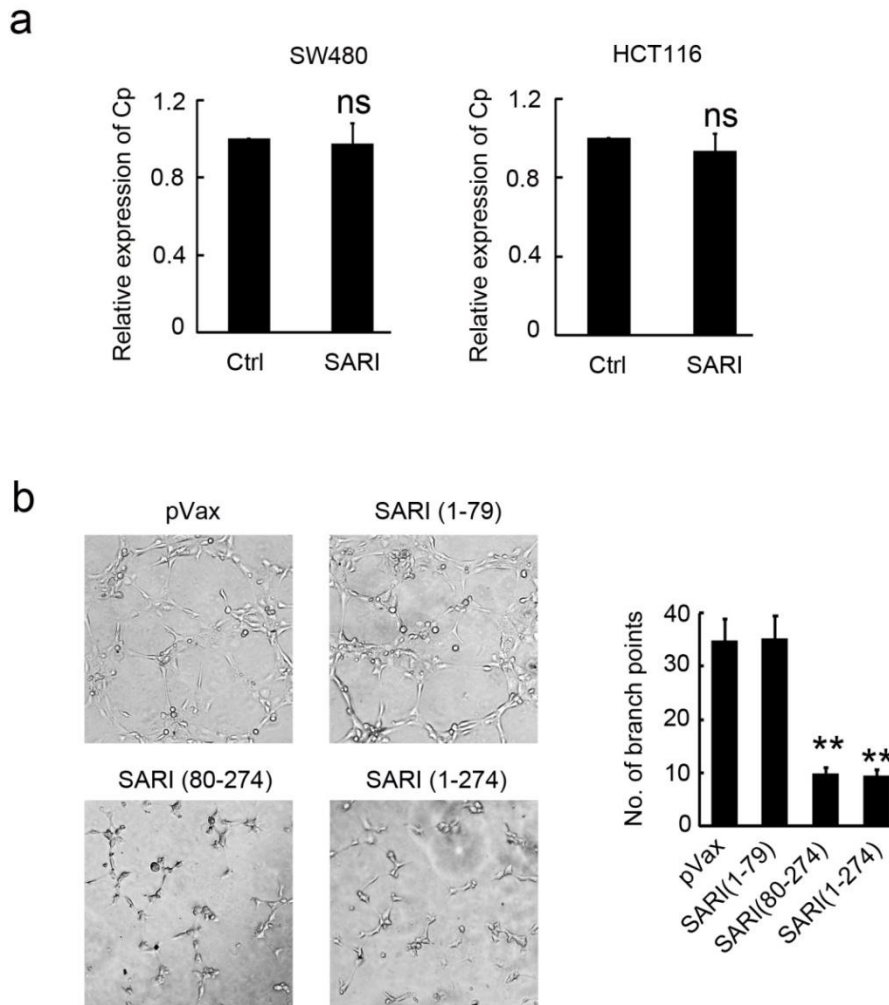 a
SW480
HCT116
Relative expression of Cp
1.2
0.8
0.4
0
ns
Ctrl
SARI
Relative expression of Cp
1.2
0.8
0.4
0
ns
Ctrl
SARI
b
pVax
SARI (1-79)
SARI (80-274)
SARI (1-274)
No. of branch points
40
30
20
10
0
**
**
pVax
SARI(1-79)
SARI(80-274)
SARI(1-274)